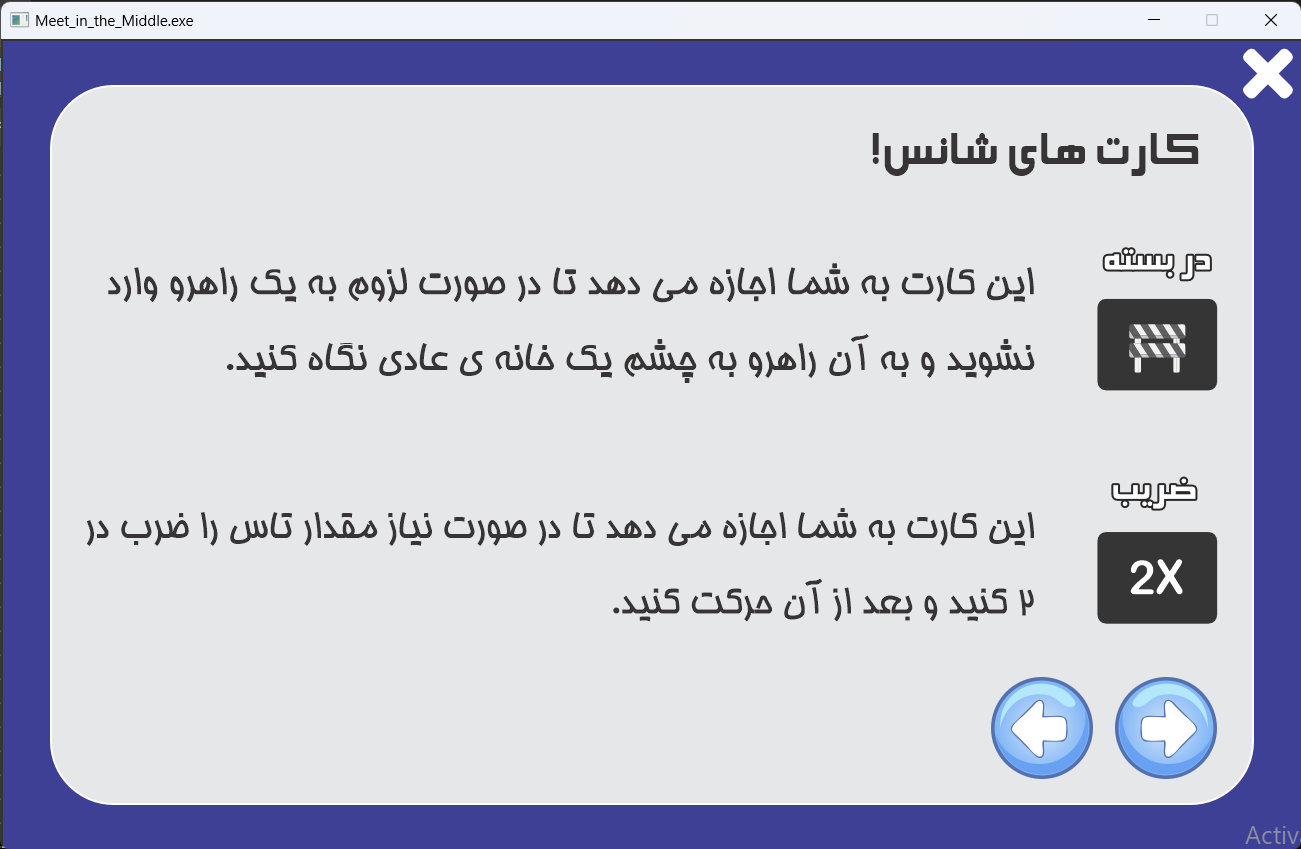 Meet_in_the_Middle.exe
کارت های شانس!
در بسته
این کارت به شما اجازه می دهد تا در صورت لزوم به یک راهرو وارد
نشوید و به آن راهرو به چشم یک خانه ی عادی نگاه کنید.
ضریب
این کارت به شما اجازه می دهد تا در صورت نیاز مقدار تاس را ضرب در
2X
۲ کنید و بعد از آن حرکت کنید.
Activ